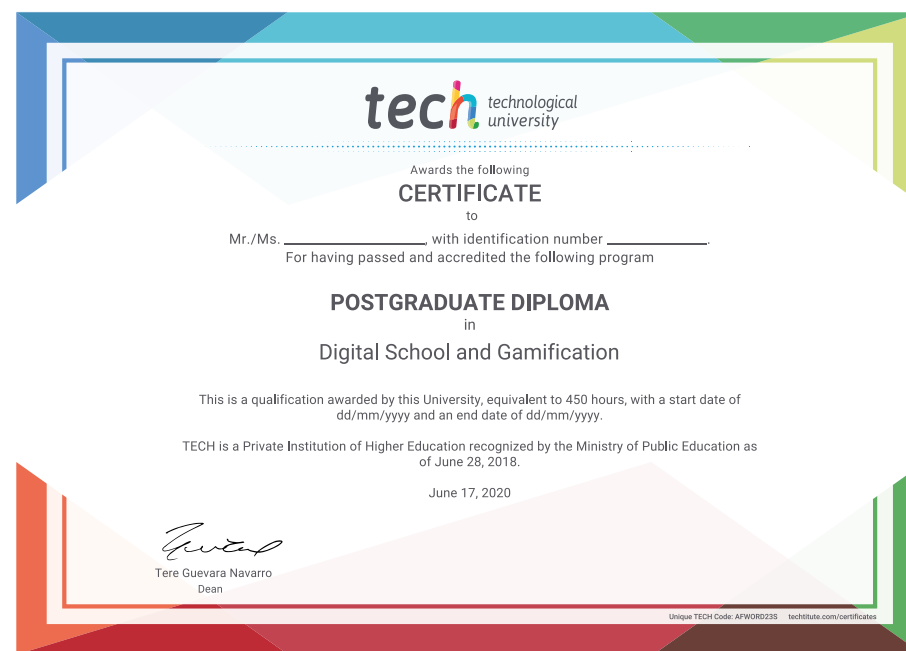 tech technological
university
Awards the following
CERTIFICATE
to
Mr./Ms. ____________________, with identification number ______________.
For having passed and accredited the following program
POSTGRADUATE DIPLOMA
in
Digital School and Gamification
This is a qualification awarded by this University, equivalent to 450 hours, with a start date of
dd/mm/yyyy and an end date of dd/mm/yyyy.
TECH is a Private Institution of Higher Education recognized by the Ministry of Public Education as
of June 28, 2018.
June 17, 2020
Tere Guevara Navarro
Dean
Unique TECH Code: AFWORD23S techtitute.com/certificates